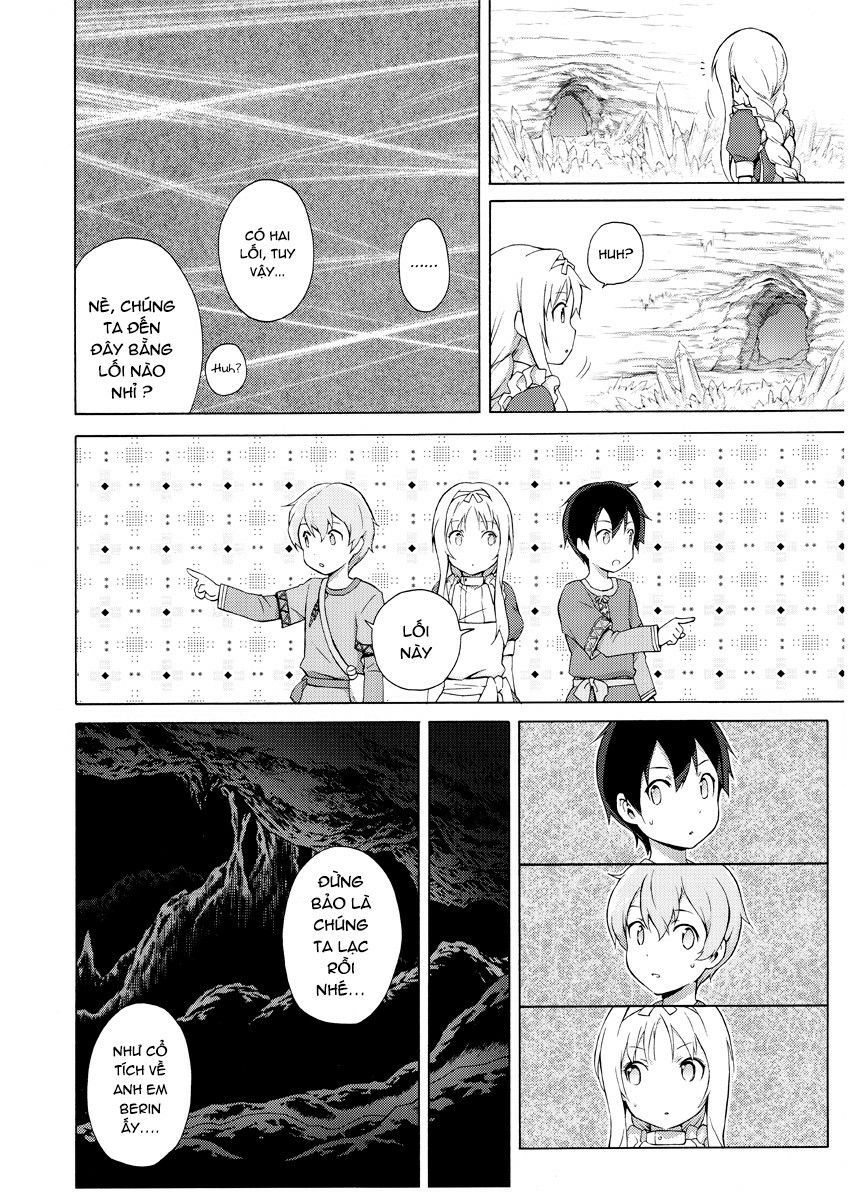 HUH?
......
CÓ HAI
LỐI, TUY
VẬY...
Huh?
NÈ, CHÚNG
TA ĐẾN
ĐÂY BẰNG
LỐI NÀO
NHỈ ?
LỐI
NÀY
ĐỪNG
BẢO LÀ
CHÚNG
TA LẠC
RỒI
NHÉ...
NHƯ CỔ
TÍCH VỀ
ANH EM
BERIN
ẤY....